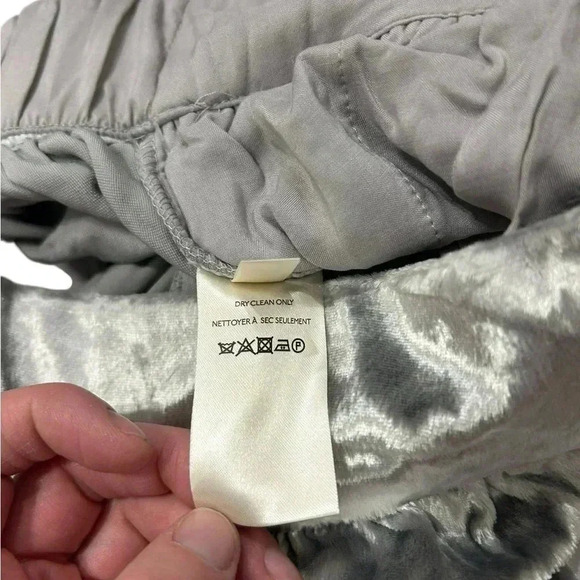 DRY CLEAN ONLY
NETTOYER À SEC SEULEMENT
P